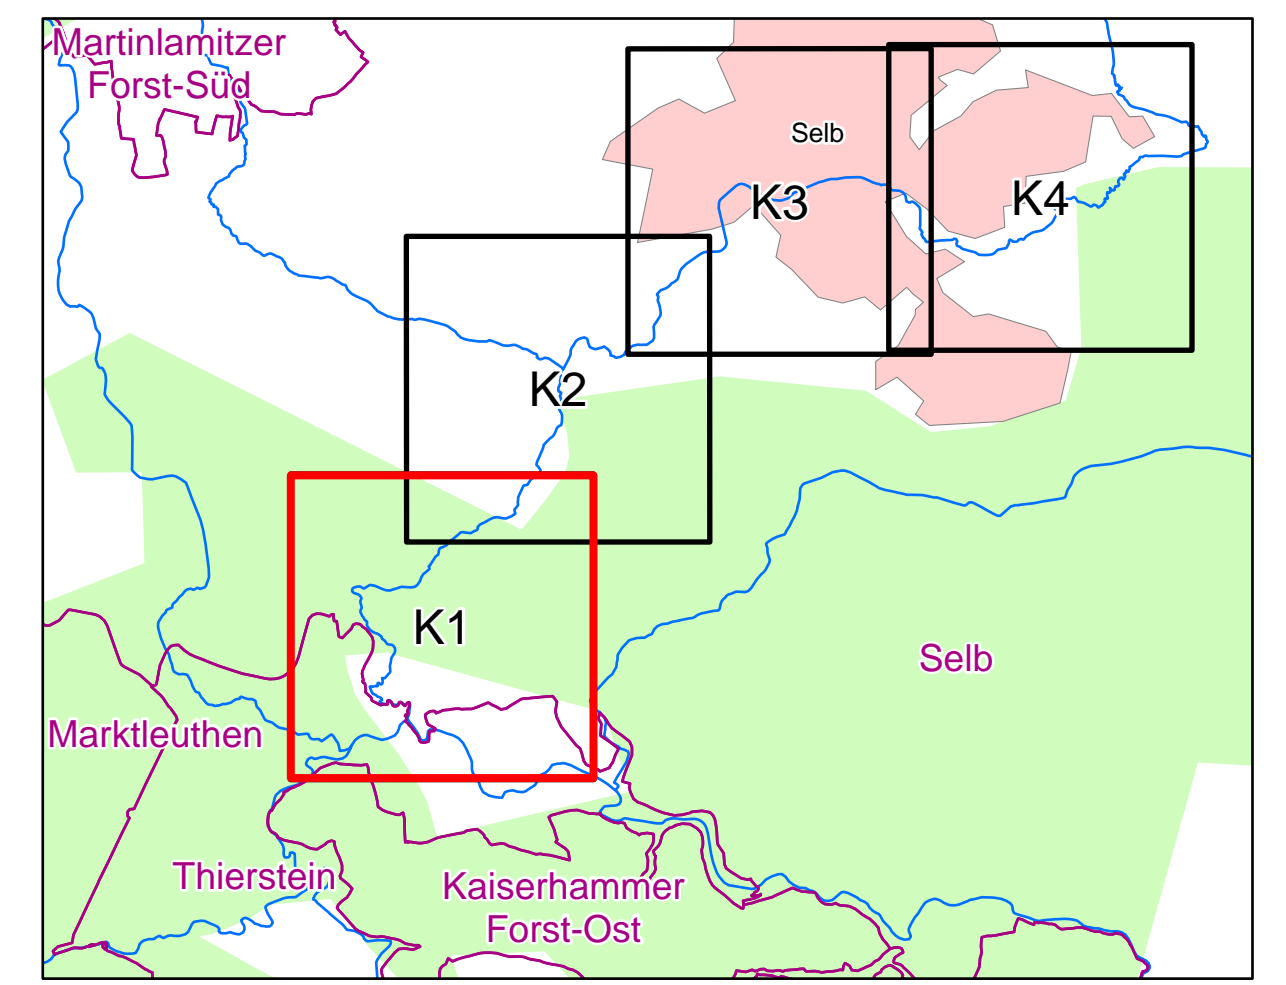 Martinlamitzer
Forst-Süd
Selb
K3
K4
K2
K1
Selb
Marktleuthen
Thierstein
Kaiserhammer
Forst-Ost